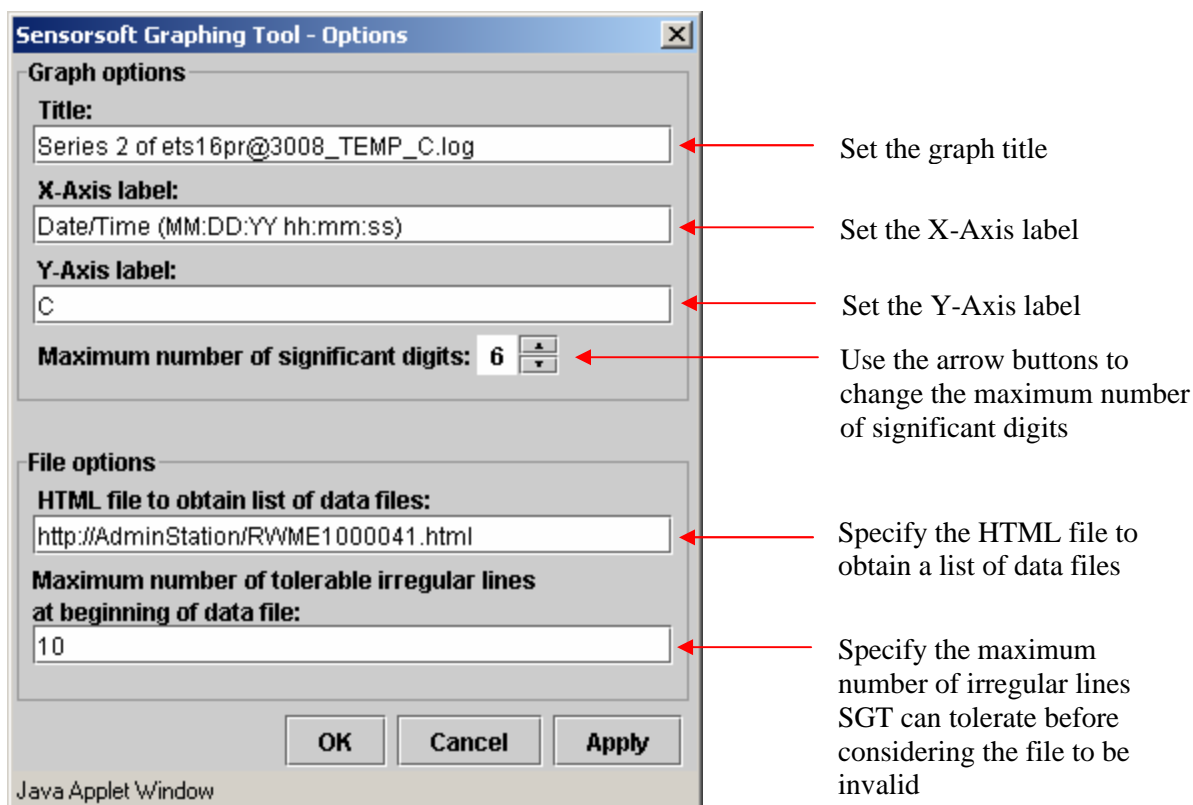 Sensorsoft Graphing Tool - Options
Graph options
Title:
Series 2 of ets16pr@3008_TEMP_C.log
Set the graph title
X-Axis label:
Date/Time (MM:DD:YY hh:mm:ss)
Set the X-Axis label
Y-Axis label:
C
Set the Y-Axis label
Maximum number of significant digits: 6
Use the arrow buttons to
change the maximum number
of significant digits
File options
HTML file to obtain list of data files:
http://AdminStation/RWME1000041.html
Specify the HTML file to
obtain a list of data files
Maximum number of tolerable irregular lines
at beginning of data file:
10
Specify the maximum
number of irregular lines
SGT can tolerate before
considering the file to be
invalid
OK Cancel Apply
Java Applet Window